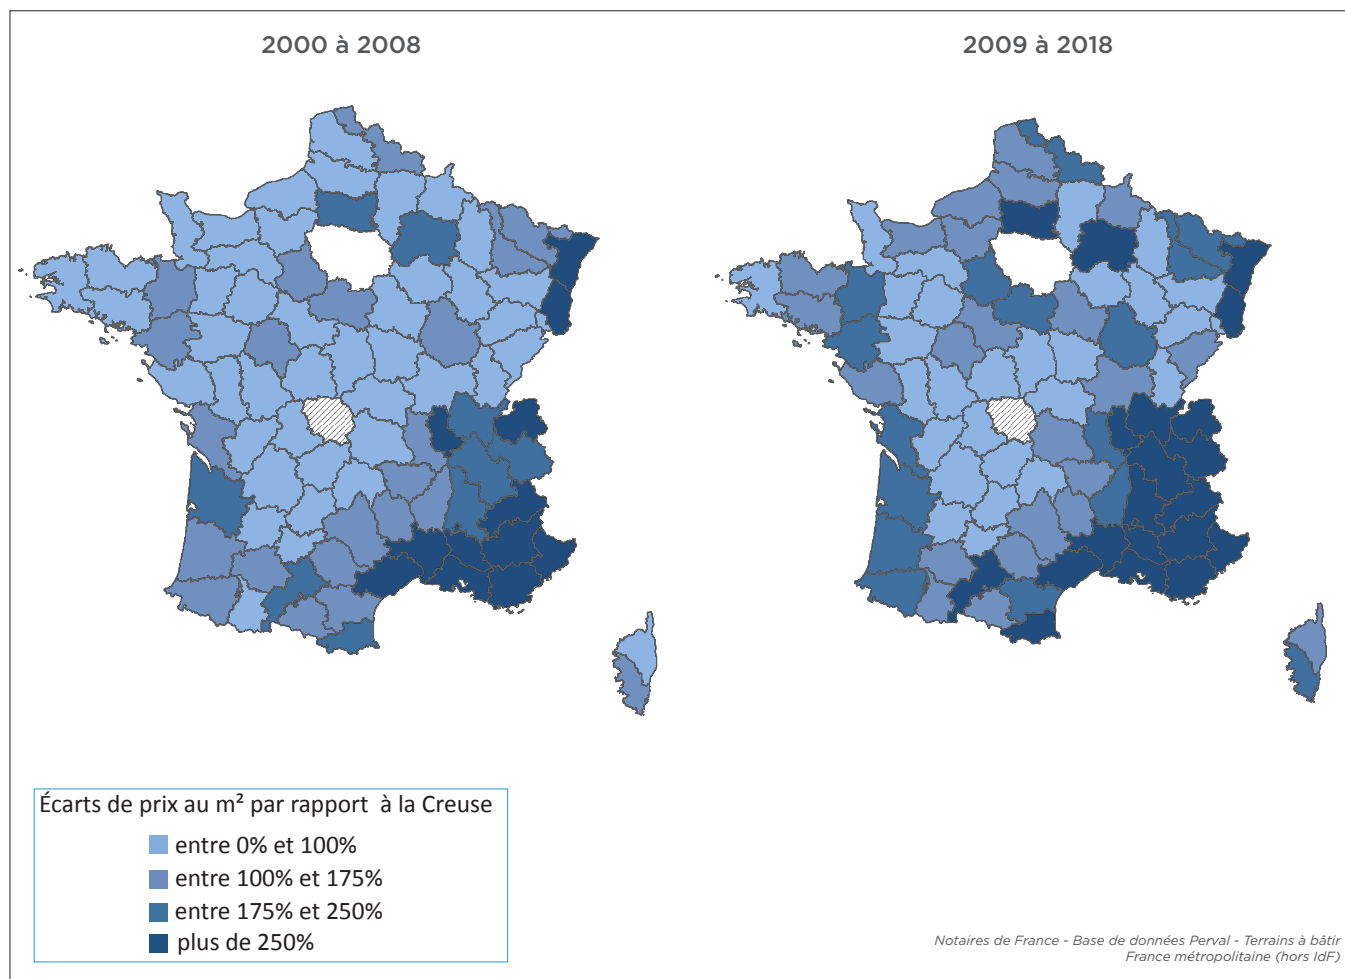 2000 à 2008
2009 à 2018
Écarts de prix au m² par rapport à la Creuse
entre 0% et 100%
entre 100% et 175%
entre 175% et 250%
plus de 250%
Notaires de France - Base de données Perval - Terrains à bâtir
France métropolitaine (hors IdF)